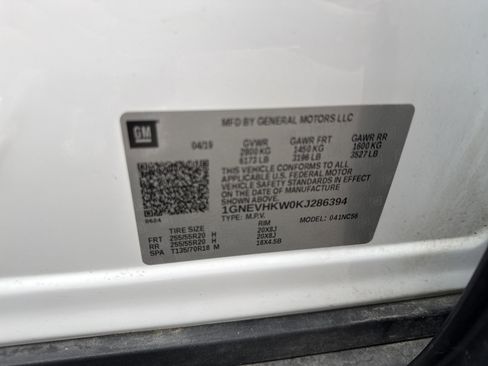 GM
MFD BY GENERAL MOTORS LLC
04/19 GVWR GAWR FRT GAWR RR
2800 KG 1450 KG 1600 KG
6173 LB 3196 LB 3527 LB
THIS VEHICLE CONFORMS TO ALL
APPLICABLE U.S. FEDERAL MOTOR
VEHICLE SAFETY STANDARDS IN EFFECT
ON THE DATE OF MANUFACTURE
SHOWN ABOVE.
1GNEVHKW0KJ286394
TYPE: M.P.V. MODEL: 041NC56
TIRE SIZE RIM
FRT 255/55R20 H 20X8J
RR 255/55R20 H 20X8J
SPA T135/70R18 M 18X4.5B